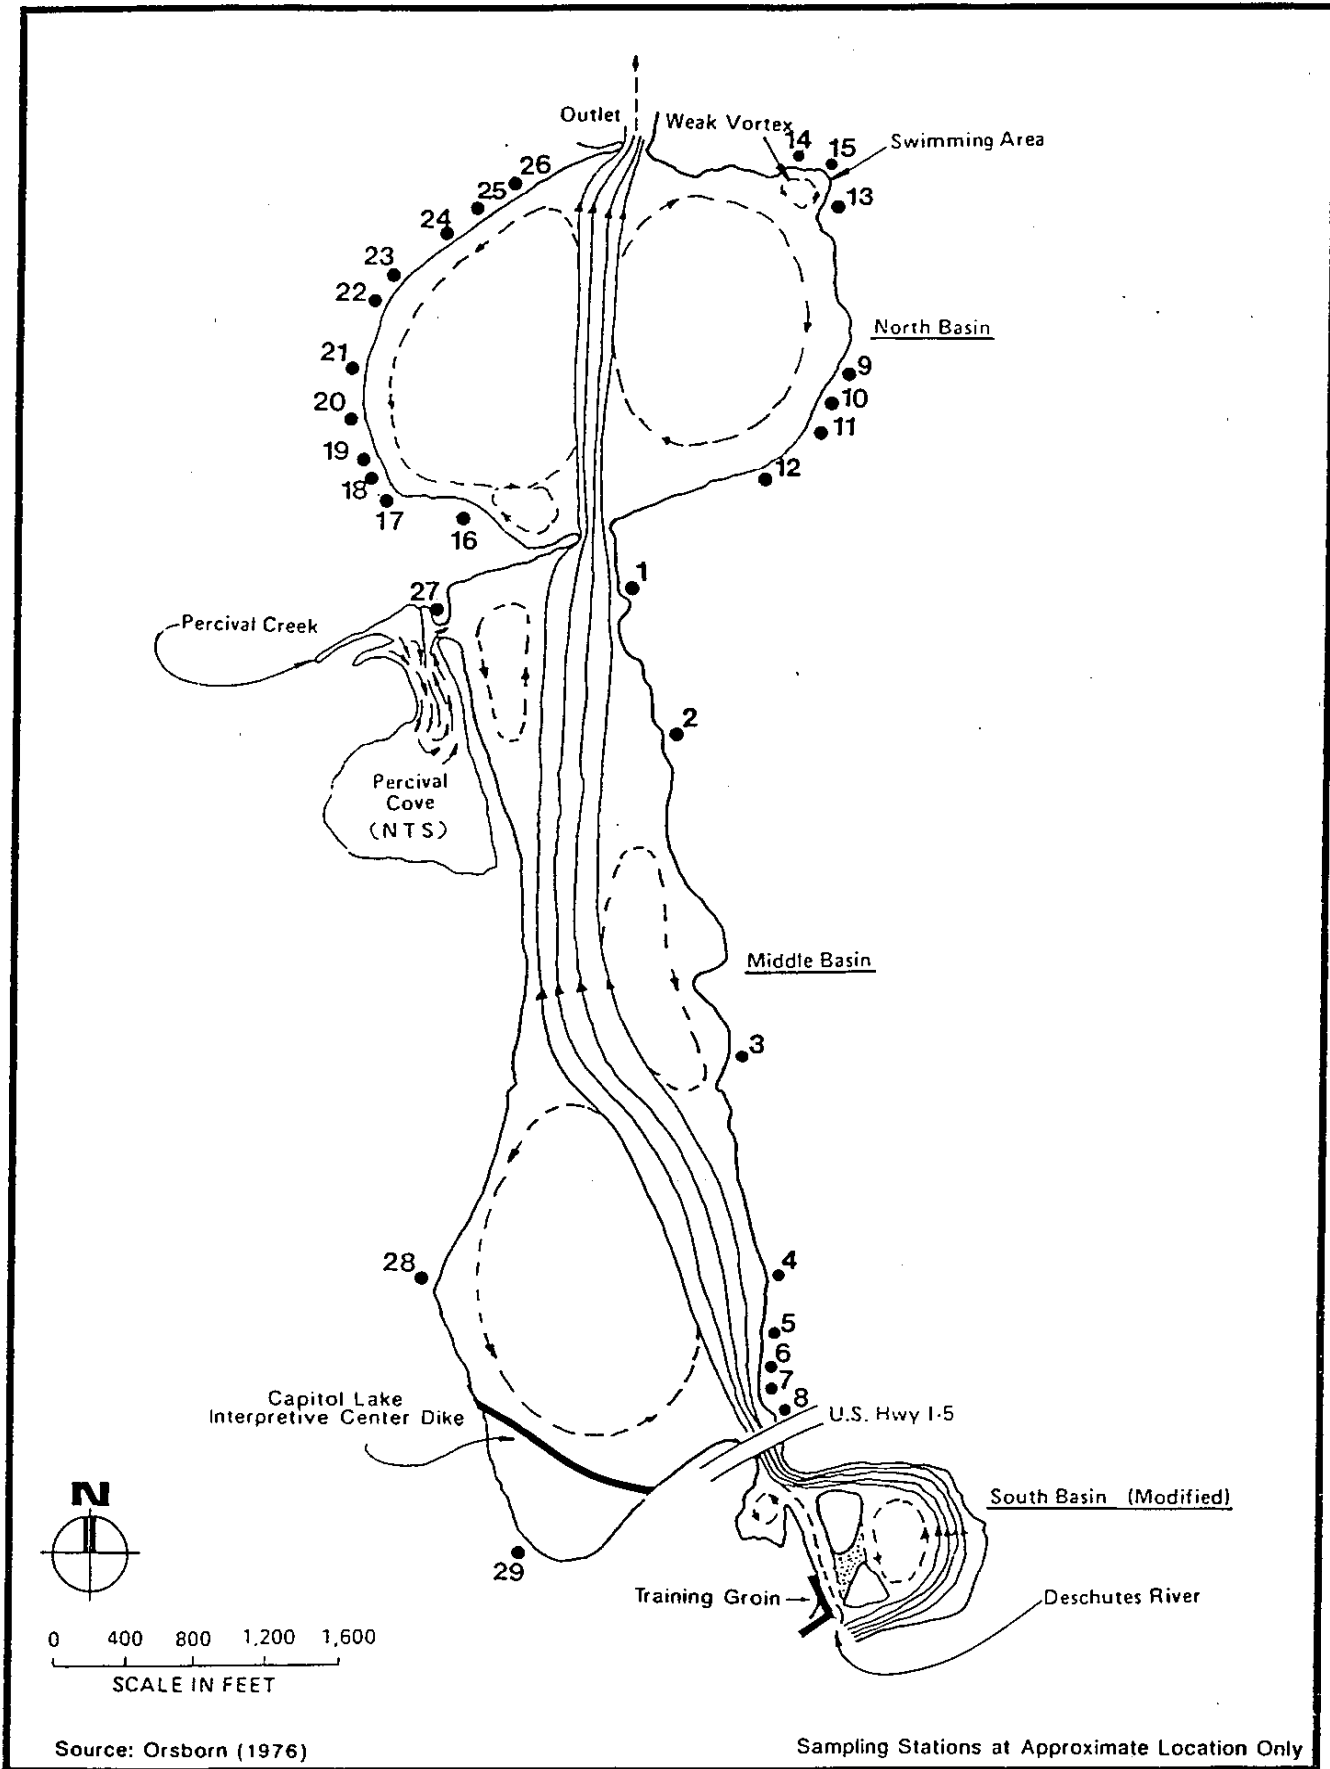 Outlet
Weak Vortex
14
15
Swimming Area
13
26
25
24
23
22
21
20
19
18
17
16
North Basin
9
10
11
12
1
27
Percival Creek
2
Percival
Cove
(NTS)
Middle Basin
3
28
4
5
6
7
8
Capitol Lake
Interpretive Center Dike
U.S. Hwy I-5
N
South Basin (Modified)
29
Training Groin
Deschutes River
0 400 800 1,200 1,600
SCALE IN FEET
Source: Orsborn (1976)
Sampling Stations at Approximate Location Only